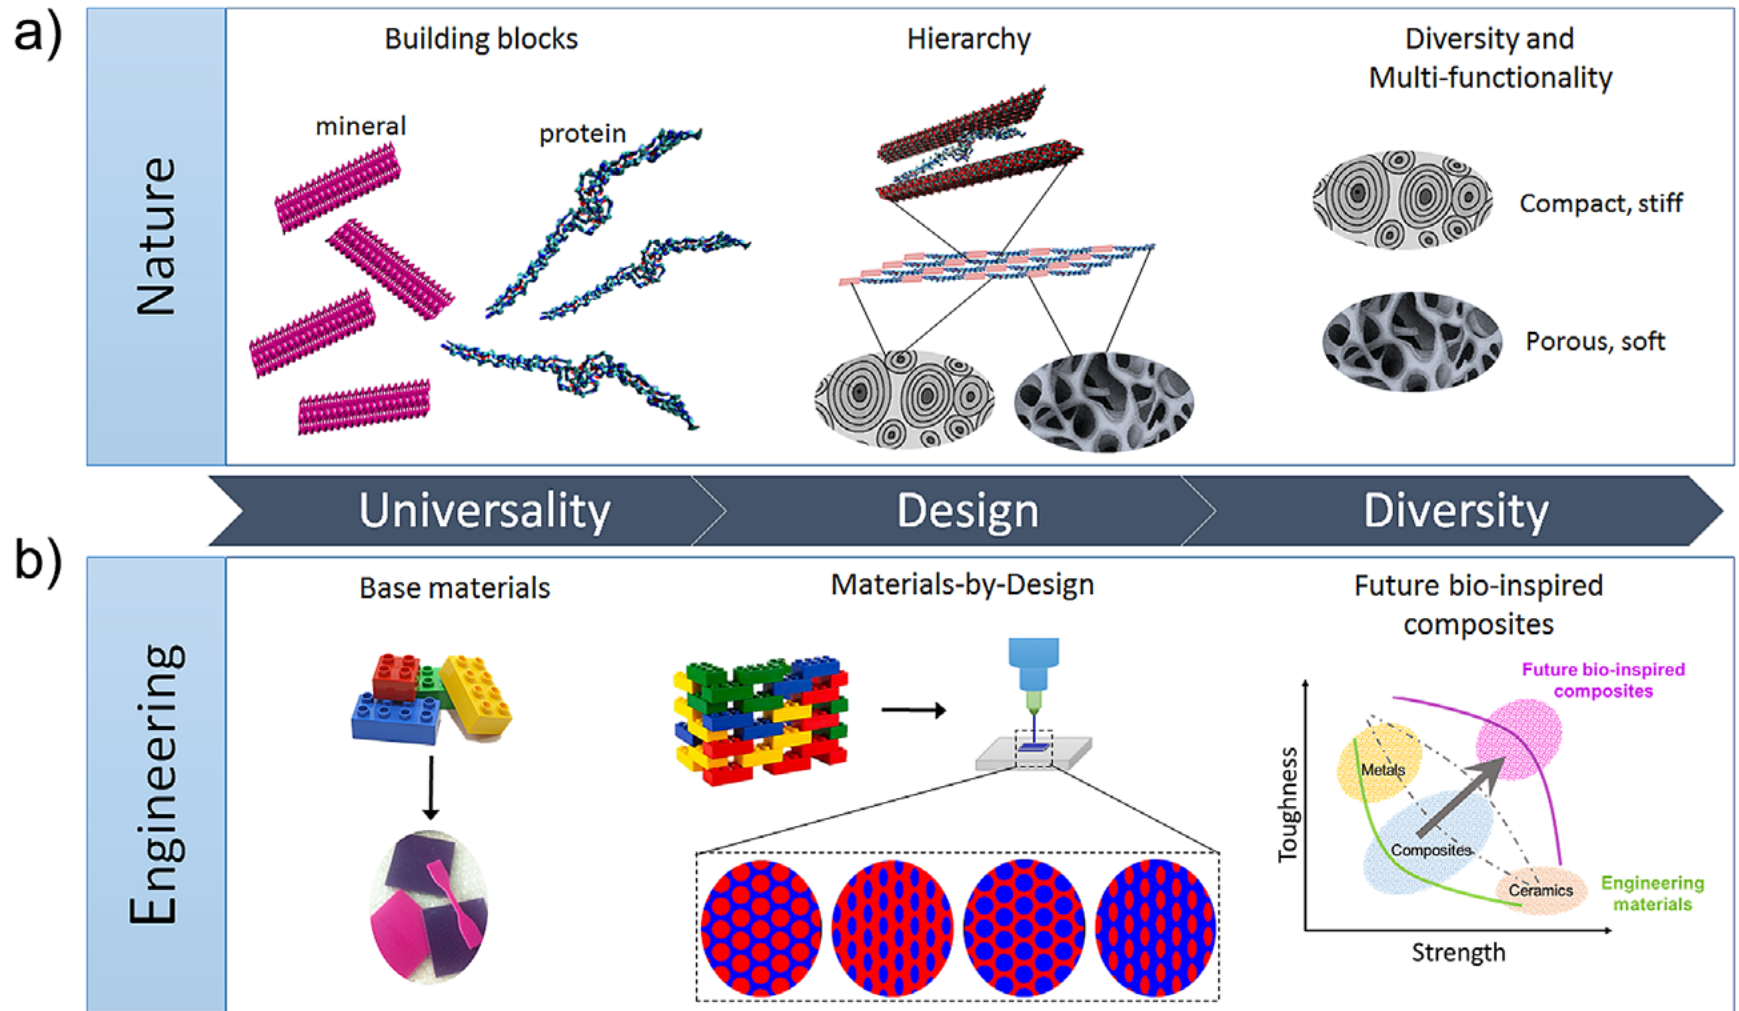 a)
Nature
Building blocks
mineral
protein
Hierarchy
Diversity and
Multi-functionality
Compact, stiff
Porous, soft
Universality
Design
Diversity
b)
Engineering
Base materials
Materials-by-Design
Future bio-inspired
composites
Future bio-inspired
composites
Toughness
Metals
Composites
Ceramics
Engineering
materials
Strength